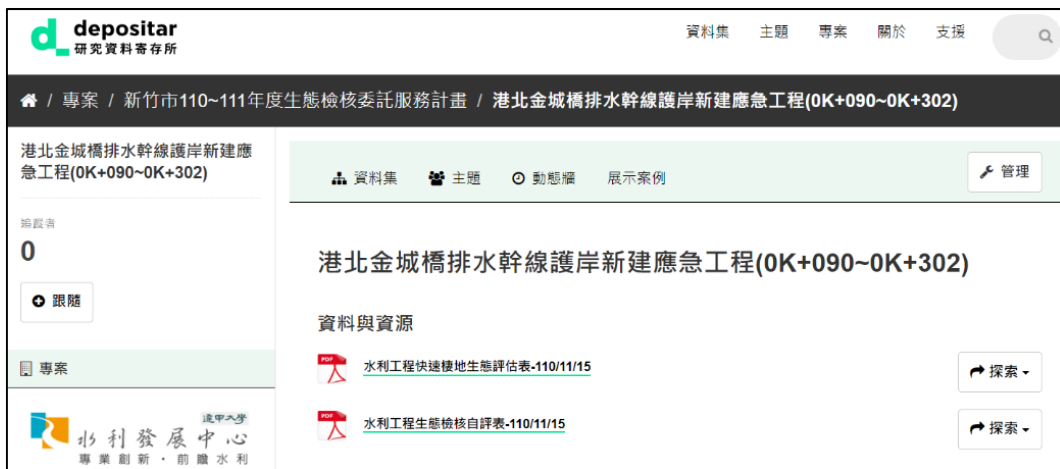 depositar
研究資料寄存所
資料集 主題 專案 關於 支援
/ 專案 / 新竹市110~111年度生態檢核委託服務計畫 / 港北金城橋排水幹線護岸新建應急工程(0K+090~0K+302)
港北金城橋排水幹線護岸新建應
急工程(0K+090~0K+302)
追蹤者
0
跟隨
專案
逢甲大學
水利發展中心
專業創新・前瞻水利
資料集 主題 動態牆 展示案例
管理
港北金城橋排水幹線護岸新建應急工程(0K+090~0K+302)
資料與資源
PDF
水利工程快速棲地生態評估表-110/11/15
探索
PDF
水利工程生態檢核自評表-110/11/15
探索